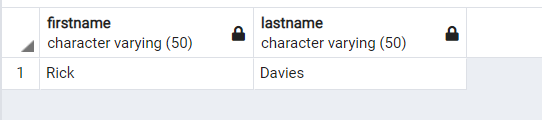 firstname lastname
character varying (50) character varying (50)
1 Rick Davies